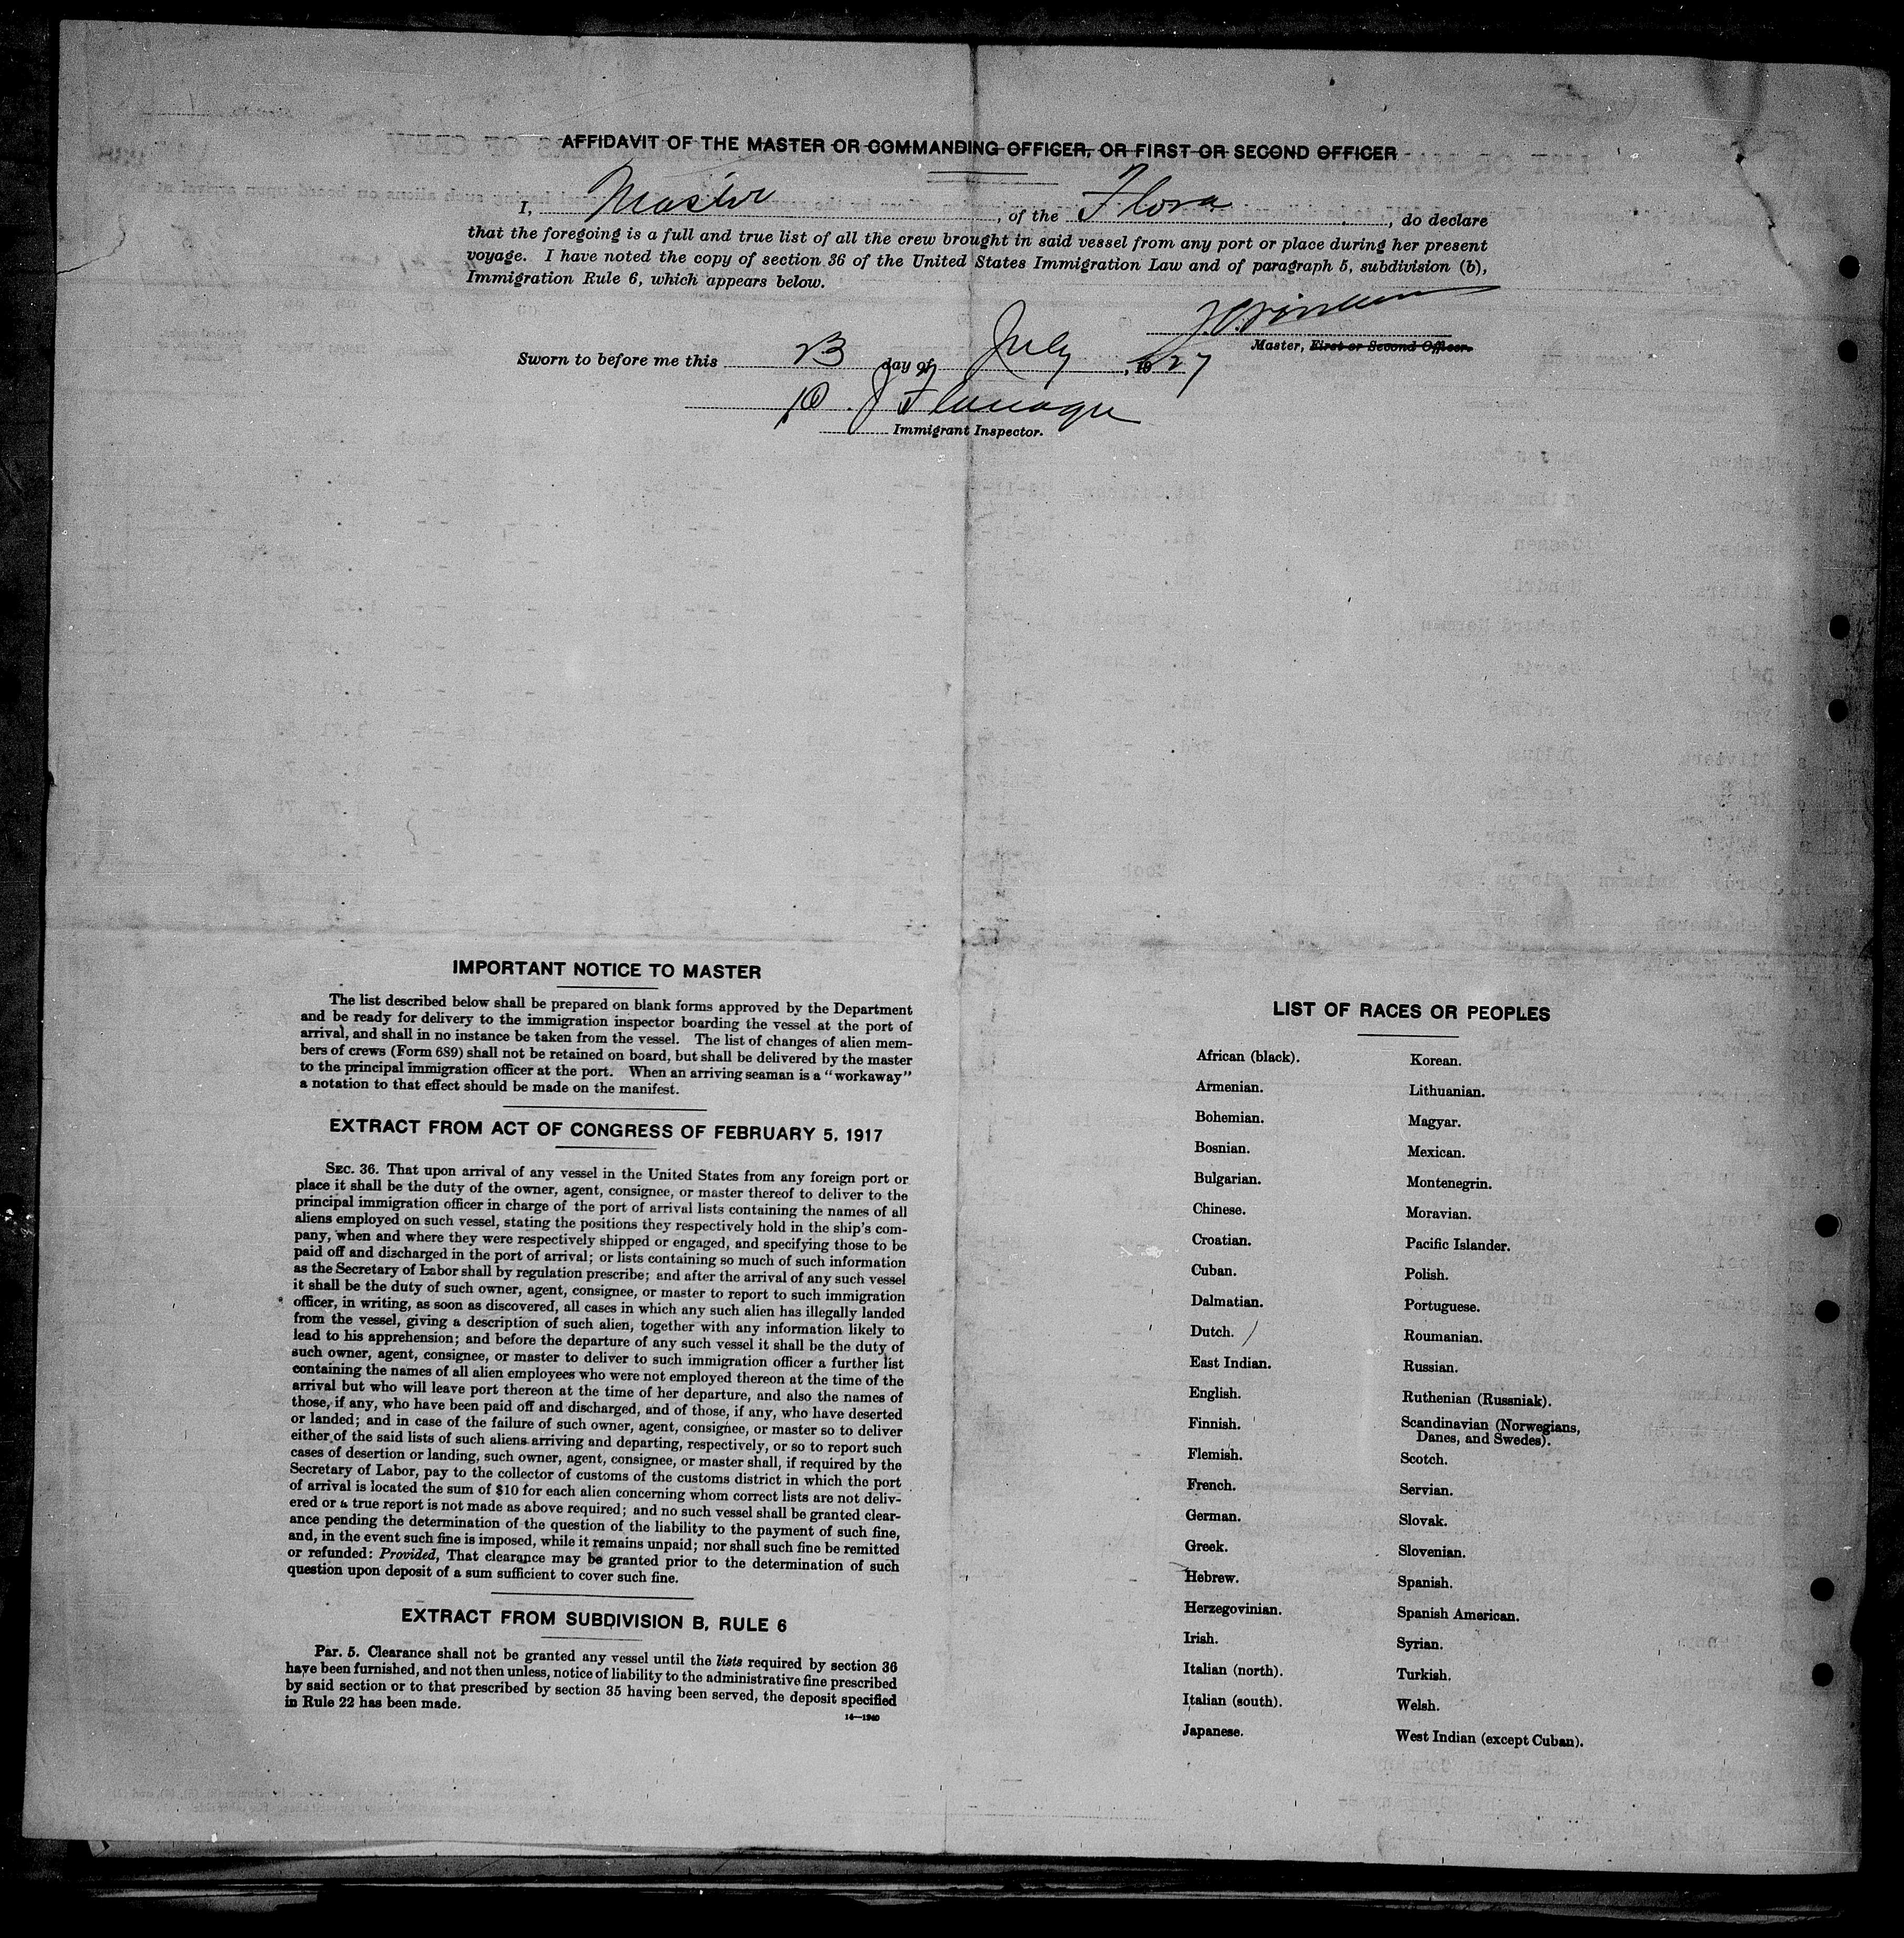 AFFIDAVIT OF THE MASTER OR COMMANDING OFFICER, OR FIRST OR SECOND OFFICER
I, Master, of the Flora, do declare
that the foregoing is a full and true list of all the crew brought in said vessel from any port or place during her present
voyage. I have noted the copy of section 36 of the United States Immigration Law and of paragraph 5, subdivision (b),
Immigration Rule 6, which appears below.
Master, First or Second Officer.
Sworn to before me this 23 day of July, 1927
Flanagan
Immigrant Inspector.
IMPORTANT NOTICE TO MASTER
The list described below shall be prepared on blank forms approved by the Department
and be ready for delivery to the immigration inspector boarding the vessel at the port of
arrival, and shall in no instance be taken from the vessel. The list of changes of alien mem-
bers of crews (Form 689) shall not be retained on board, but shall be delivered by the master
to the principal immigration officer at the port. When an arriving seaman is a "workaway"
a notation to that effect should be made on the manifest.
EXTRACT FROM ACT OF CONGRESS OF FEBRUARY 5, 1917
SEC. 36. That upon arrival of any vessel in the United States from any foreign port or
place it shall be the duty of the owner, agent, consignee, or master thereof to deliver to the
principal immigration officer in charge of the port of arrival lists containing the names of all
aliens employed on such vessel, stating the positions they respectively hold in the ship's com-
pany, when and where they were respectively shipped or engaged, and specifying those to be
paid off and discharged in the port of arrival; or lists containing so much of such information
as the Secretary of Labor shall by regulation prescribe; and after the arrival of any such vessel
it shall be the duty of such owner, agent, consignee, or master to report to such immigration
officer, in writing, as soon as discovered, all cases in which any such alien has illegally landed
from the vessel, giving a description of such alien, together with any information likely to
lead to his apprehension; and before the departure of any such vessel it shall be the duty of
such owner, agent, consignee, or master to deliver to such immigration officer a further list
containing the names of all alien employees who were not employed thereon at the time of the
arrival but who will leave port thereon at the time of her departure, and also the names of
those, if any, who have been paid off and discharged, and of those, if any, who have deserted
or landed; and in case of the failure of such owner, agent, consignee, or master so to deliver
either of the said lists of such aliens arriving and departing, respectively, or so to report such
cases of desertion or landing, such owner, agent, consignee, or master shall, if required by the
Secretary of Labor, pay to the collector of customs of the customs district in which the port
of arrival is located the sum of $10 for each alien concerning whom correct lists are not deliv-
ered or a true report is not made as above required; and no such vessel shall be granted clear-
ance pending the determination of the question of the liability to the payment of such fine,
and, in the event such fine is imposed, while it remains unpaid; nor shall such fine be remitted
or refunded: Provided, That clearance may be granted prior to the determination of such
question upon deposit of a sum sufficient to cover such fine.
EXTRACT FROM SUBDIVISION B, RULE 6
Par. 5. Clearance shall not be granted any vessel until the lists required by section 36
have been furnished, and not then unless, notice of liability to the administrative fine prescribed
by said section or to that prescribed by section 35 having been served, the deposit specified
in Rule 22 has been made.
14—1940
LIST OF RACES OR PEOPLES
African (black).
Armenian.
Bohemian.
Bosnian.
Bulgarian.
Chinese.
Croatian.
Cuban.
Dalmatian.
Dutch.
East Indian.
English.
Finnish.
Flemish.
French.
German.
Greek.
Hebrew.
Herzegovinian.
Irish.
Italian (north).
Italian (south).
Japanese.
Korean.
Lithuanian.
Magyar.
Mexican.
Montenegrin.
Moravian.
Pacific Islander.
Polish.
Portuguese.
Roumanian.
Russian.
Ruthenian (Russniak).
Scandinavian (Norwegians,
Danes, and Swedes).
Scotch.
Servian.
Slovak.
Slovenian.
Spanish.
Spanish American.
Syrian.
Turkish.
Welsh.
West Indian (except Cuban).